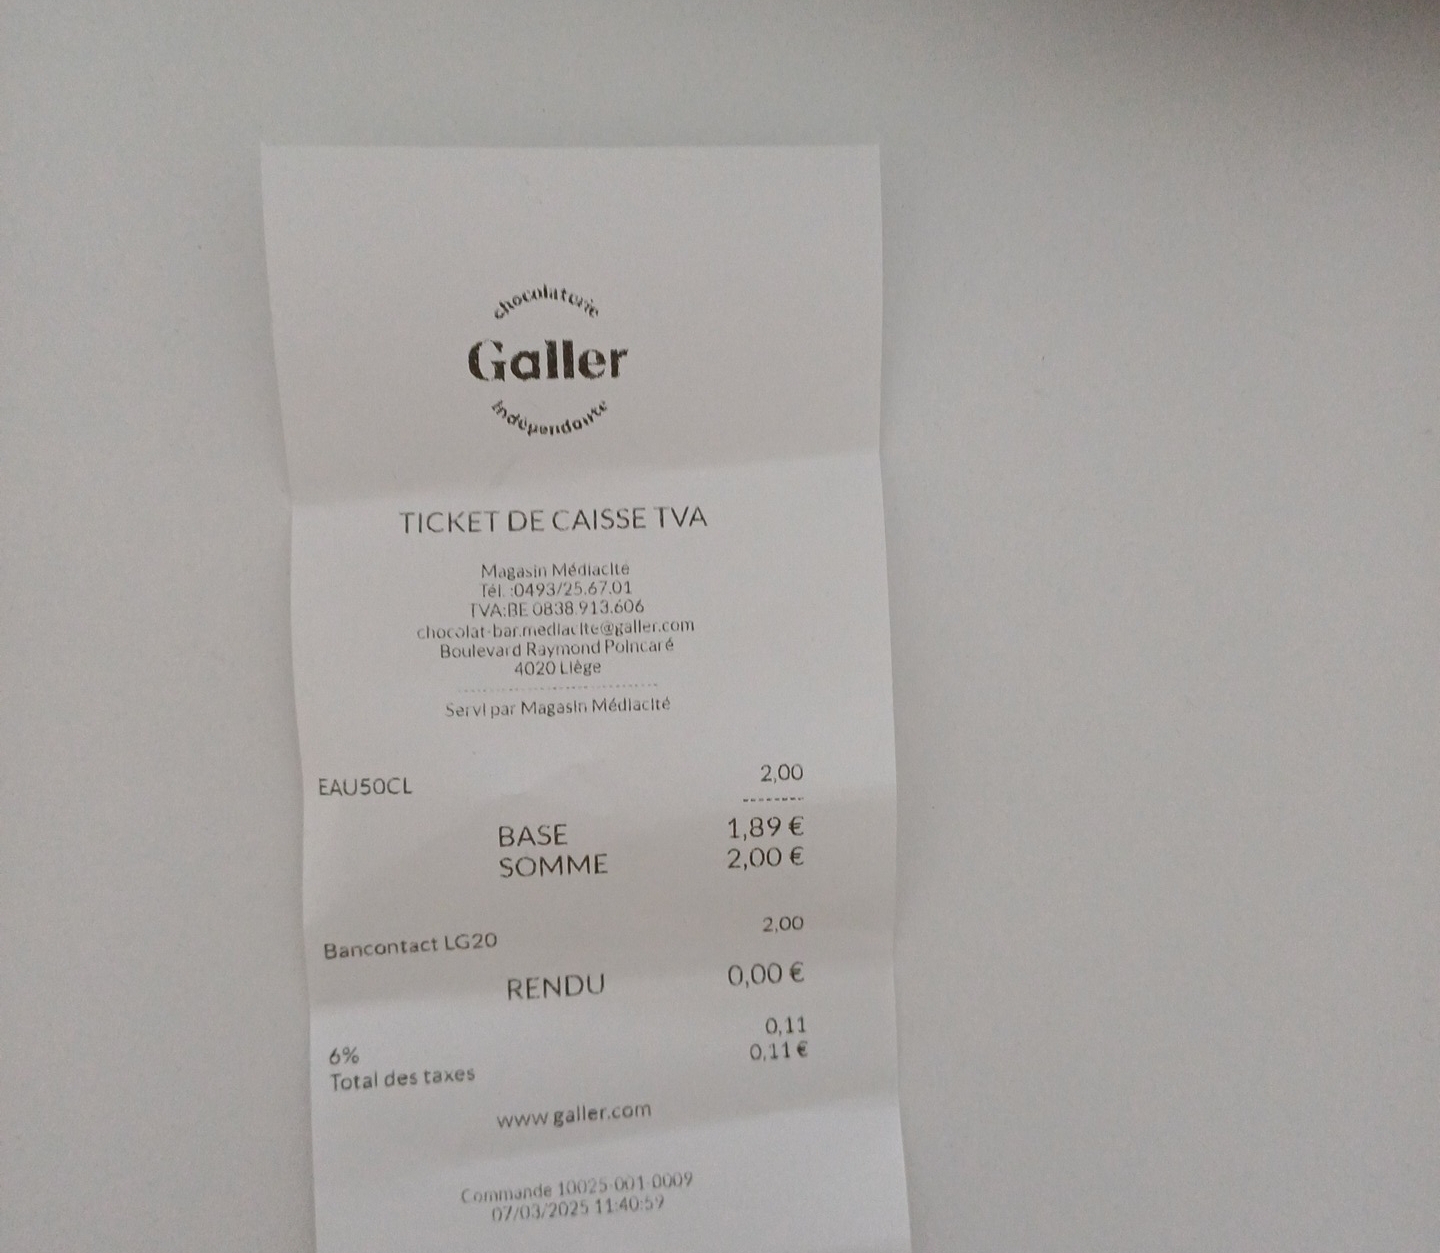 chocolaterie
Galler
indépendante
TICKET DE CAISSE TVA
Magasin Médiacité
Tél. :0493/25.67.01
TVA:BE 0838.913.606
chocolat-bar.mediacite@galler.com
Boulevard Raymond Poincaré
4020 Liège
Servi par Magasin Médiacité
EAU50CL 2,00
BASE 1,89 €
SOMME 2,00 €
Bancontact LG20 2,00
RENDU 0,00 €
6% 0,11
Total des taxes 0,11 €
www.galler.com
Commande 10025-001-0009
07/03/2025 11:40:59